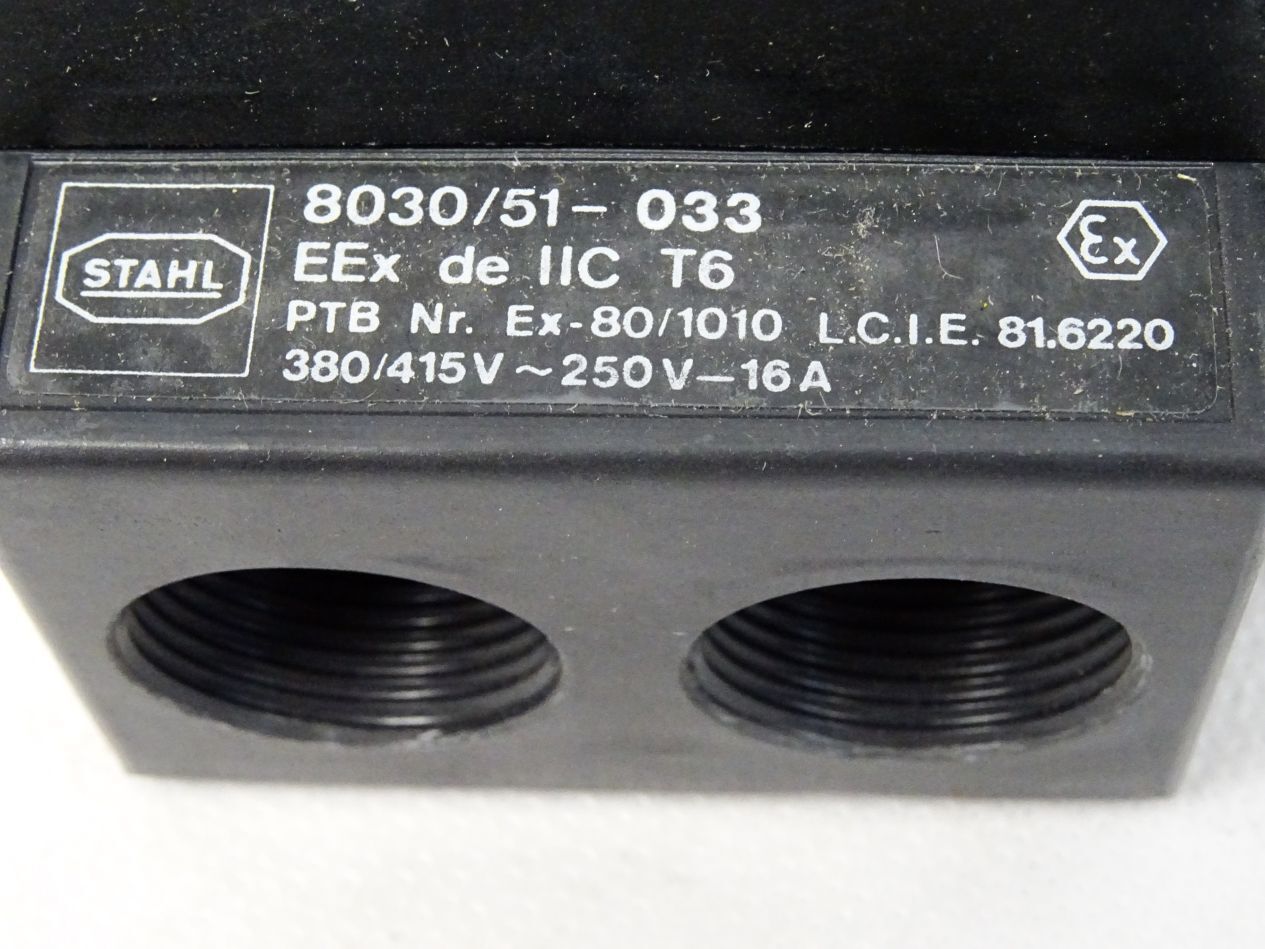 STAHL
8030/51- 033
EEx de IIC T6
PTB Nr. Ex-80/1010 L.C.I.E. 81.6220
380/415V ~ 250V-16A
Ex